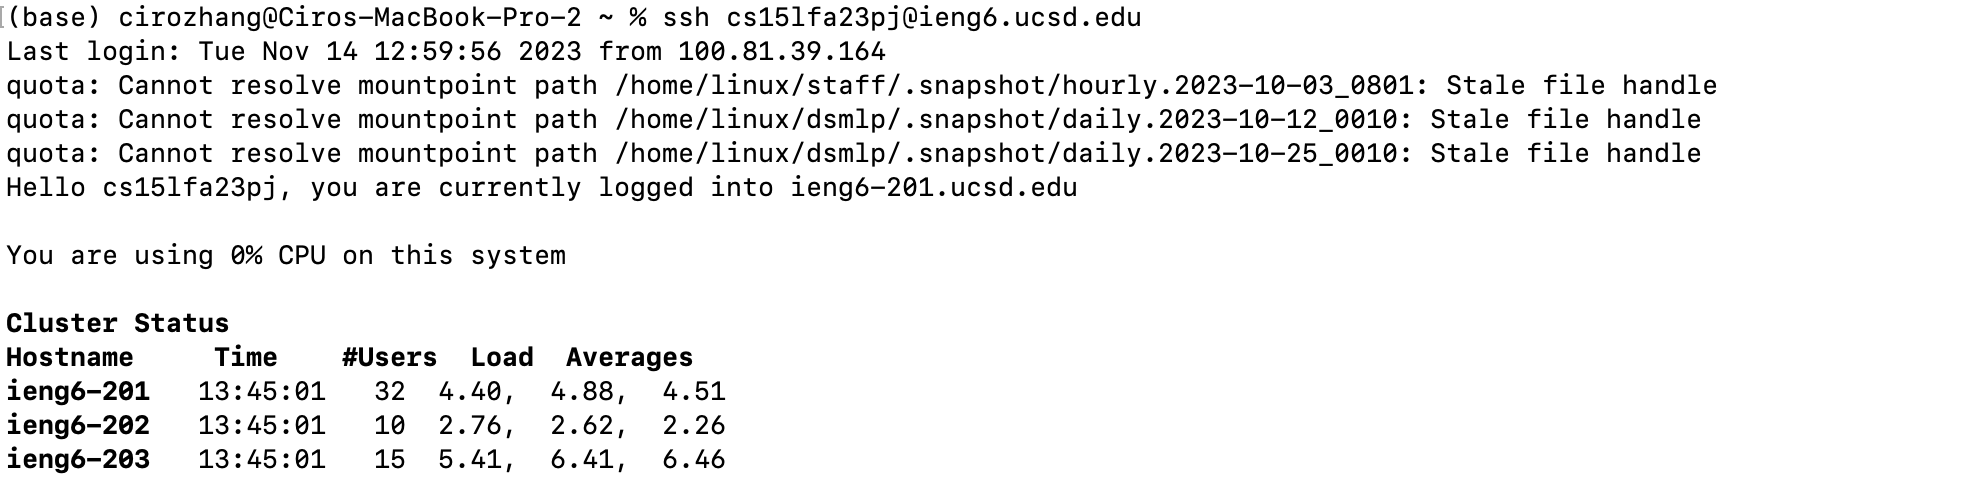 (base) cirozhang@Ciros-MacBook-Pro-2 ~ % ssh cs15lfa23pj@ieng6.ucsd.edu
Last login: Tue Nov 14 12:59:56 2023 from 100.81.39.164
quota: Cannot resolve mountpoint path /home/linux/staff/.snapshot/hourly.2023-10-03_0801: Stale file handle
quota: Cannot resolve mountpoint path /home/linux/dsmlp/.snapshot/daily.2023-10-12_0010: Stale file handle
quota: Cannot resolve mountpoint path /home/linux/dsmlp/.snapshot/daily.2023-10-25_0010: Stale file handle
Hello cs15lfa23pj, you are currently logged into ieng6-201.ucsd.edu
You are using 0% CPU on this system
Cluster Status
Hostname     Time    #Users  Load  Averages
ieng6-201   13:45:01   32  4.40,  4.88,  4.51
ieng6-202   13:45:01   10  2.76,  2.62,  2.26
ieng6-203   13:45:01   15  5.41,  6.41,  6.46